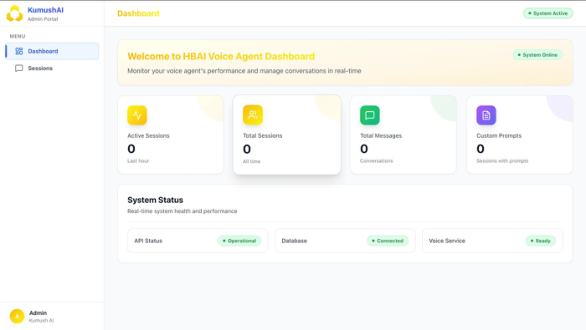 KumushAI
Admin Portal
Dashboard
System Active
MENU
Dashboard
Sessions
Welcome to HBAI Voice Agent Dashboard
Monitor your voice agent's performance and manage conversations in real-time
System Online
Active Sessions
0
Last hour
Total Sessions
0
All time
Total Messages
0
Conversations
Custom Prompts
0
Sessions with prompts
System Status
Real-time system health and performance
API Status
Operational
Database
Connected
Voice Service
Ready
A
Admin
Kumush AI